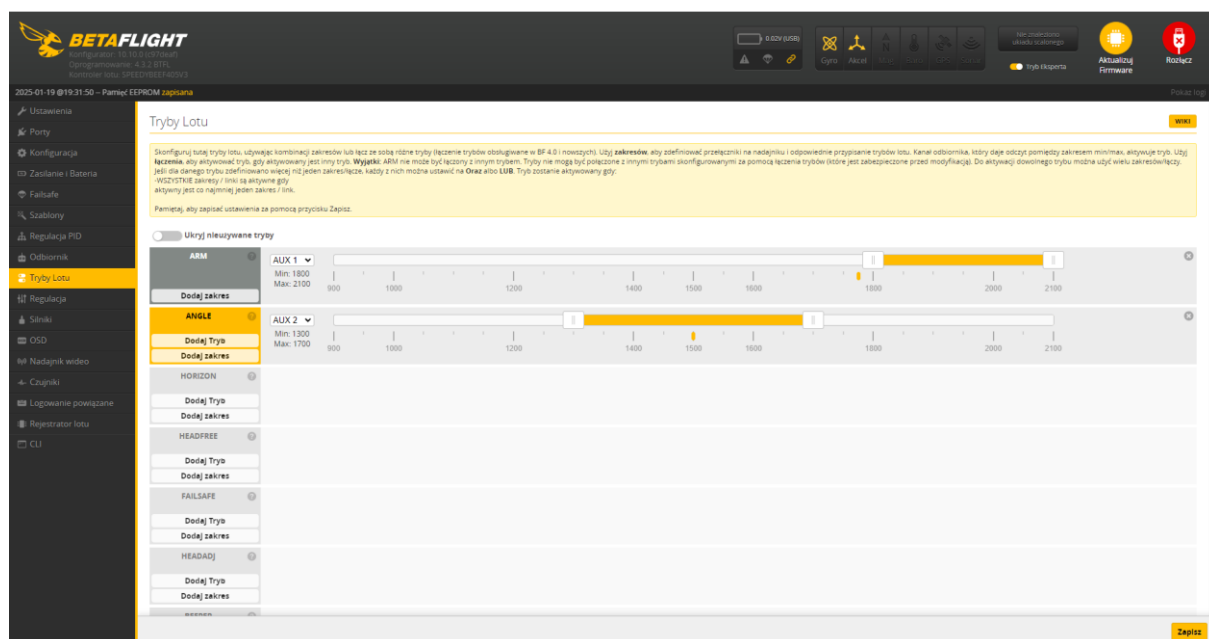 BETAFLIGHT
Konfigurator: 10.10.0 (c97deaf)
Oprogramowanie: 4.3.2 BTFL
Kontroler lotu: SPEEDYBEEF405V3
0.02V (USB)
Gyro Akcel
Nie znaleziono
układu scalonego
Tryb Eksperta
Aktualizuj
Firmware
Rozłącz
2025-01-19 @19:31:50 -- Pamięć EEPROM zapisana
Pokaż logi
Ustawienia
Porty
Konfiguracja
Zasilanie i Bateria
Failsafe
Szablony
Regulacja PID
Odbiornik
Tryby Lotu
Regulacja
Silniki
OSD
Nadajnik wideo
Czujniki
Logowanie powiązane
Rejestrator lotu
CLI
Tryby Lotu
WIKI
Skonfiguruj tutaj tryby lotu, używając kombinacji zakresów lub łącz ze sobą różne tryby (łączenie trybów obsługiwane w BF 4.0 i nowszych). Użyj zakresów, aby zdefiniować przełączniki na nadajniku i odpowiednie przypisanie trybów lotu. Kanał odbiornika, który daje odczyt pomiędzy zakresem min/max, aktywuje tryb. Użyj
łączenia, aby aktywować tryb, gdy aktywowany jest inny tryb. Wyjątki: ARM nie może być łączony z innym trybem. Tryby nie mogą być połączone z innymi trybami skonfigurowanymi za pomocą łączenia trybów (które jest zabezpieczone przed modyfikacją). Do aktywacji dowolnego trybu można użyć wielu zakresów/łączy.
Jeśli dla danego trybu zdefiniowano więcej niż jeden zakres/łącze, każdy z nich można ustawić na Oraz albo LUB. Tryb zostanie aktywowany gdy:
-WSZYSTKIE zakresy / linki są aktywne gdy
aktywny jest co najmniej jeden zakres / link.
Pamiętaj, aby zapisać ustawienia za pomocą przycisku Zapisz.
Ukryj nieużywane tryby
ARM
Dodaj zakres
AUX 1
Min: 1800
Max: 2100
900 1000 1200 1400 1500 1600 1800 2000 2100
ANGLE
Dodaj Tryb
Dodaj zakres
AUX 2
Min: 1300
Max: 1700
900 1000 1200 1400 1500 1600 1800 2000 2100
HORIZON
Dodaj Tryb
Dodaj zakres
HEADFREE
Dodaj Tryb
Dodaj zakres
FAILSAFE
Dodaj Tryb
Dodaj zakres
HEADADJ
Dodaj Tryb
Dodaj zakres
BEEPER
Zapisz